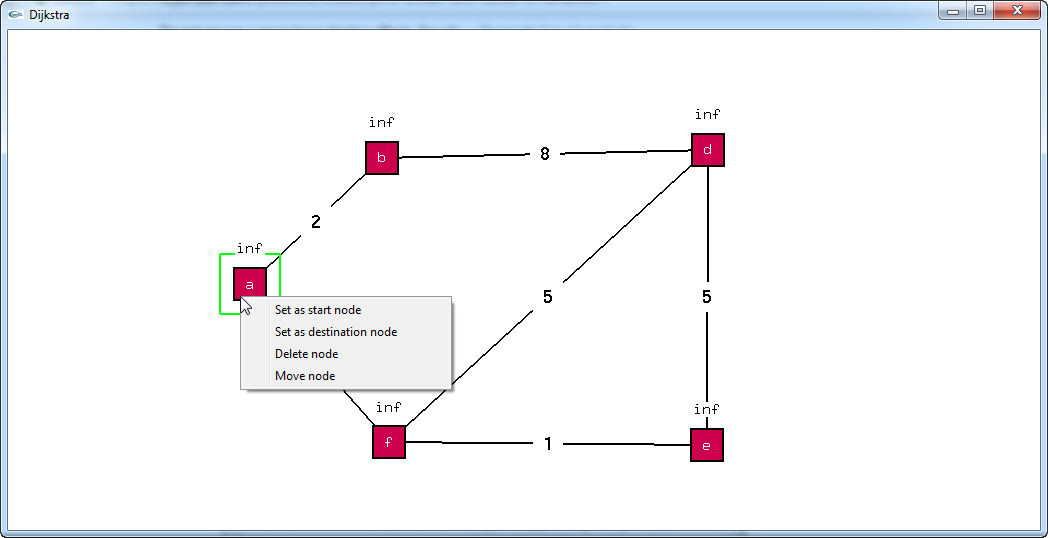 Dijkstra
inf
inf
b
8
d
2
inf
a
Set as start node
5
5
Set as destination node
Delete node
Move node
inf
inf
f
1
e